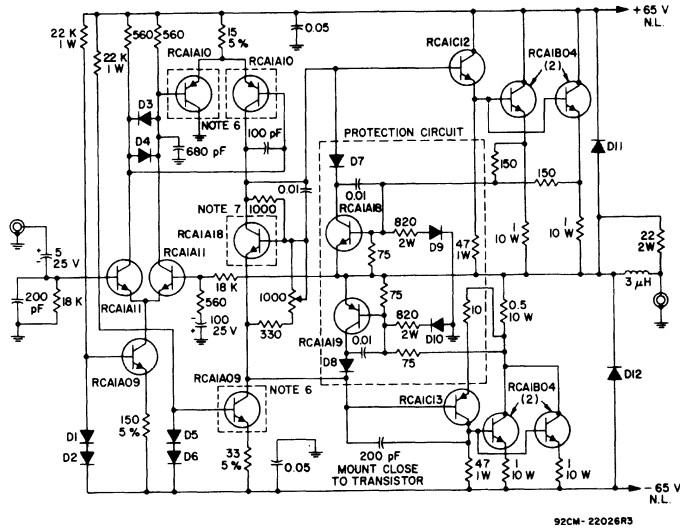 +65 V
N.L.
22 K
1 W
22 K
1 W
560
560
15
5 %
0.05
RCA1A10
RCA1A10
NOTE 6
RCA1C12
RCA1B04
(2)
D3
D4
680 pF
100 pF
0.01
PROTECTION CIRCUIT
D7
0.01
RCA1A18
150
150
D11
NOTE 7
1000
RCA1A18
820
2W
D9
75
47
1W
1
10 W
1
10 W
22
2W
5
25 V
200
pF
18 K
RCA1A11
RCA1A11
18 K
560
100
25 V
1000
330
75
RCA1A19
820
2W
D10
0.01
75
D8
10
0.5
10 W
3 μH
RCA1A09
RCA1A09
NOTE 6
RCA1C13
RCA1B04
(2)
D12
D1
D2
150
5 %
D5
D6
33
5 %
0.05
200 pF
MOUNT CLOSE
TO TRANSISTOR
47
1W
1
10 W
1
10 W
-65 V
N.L.
92CM-22026R3